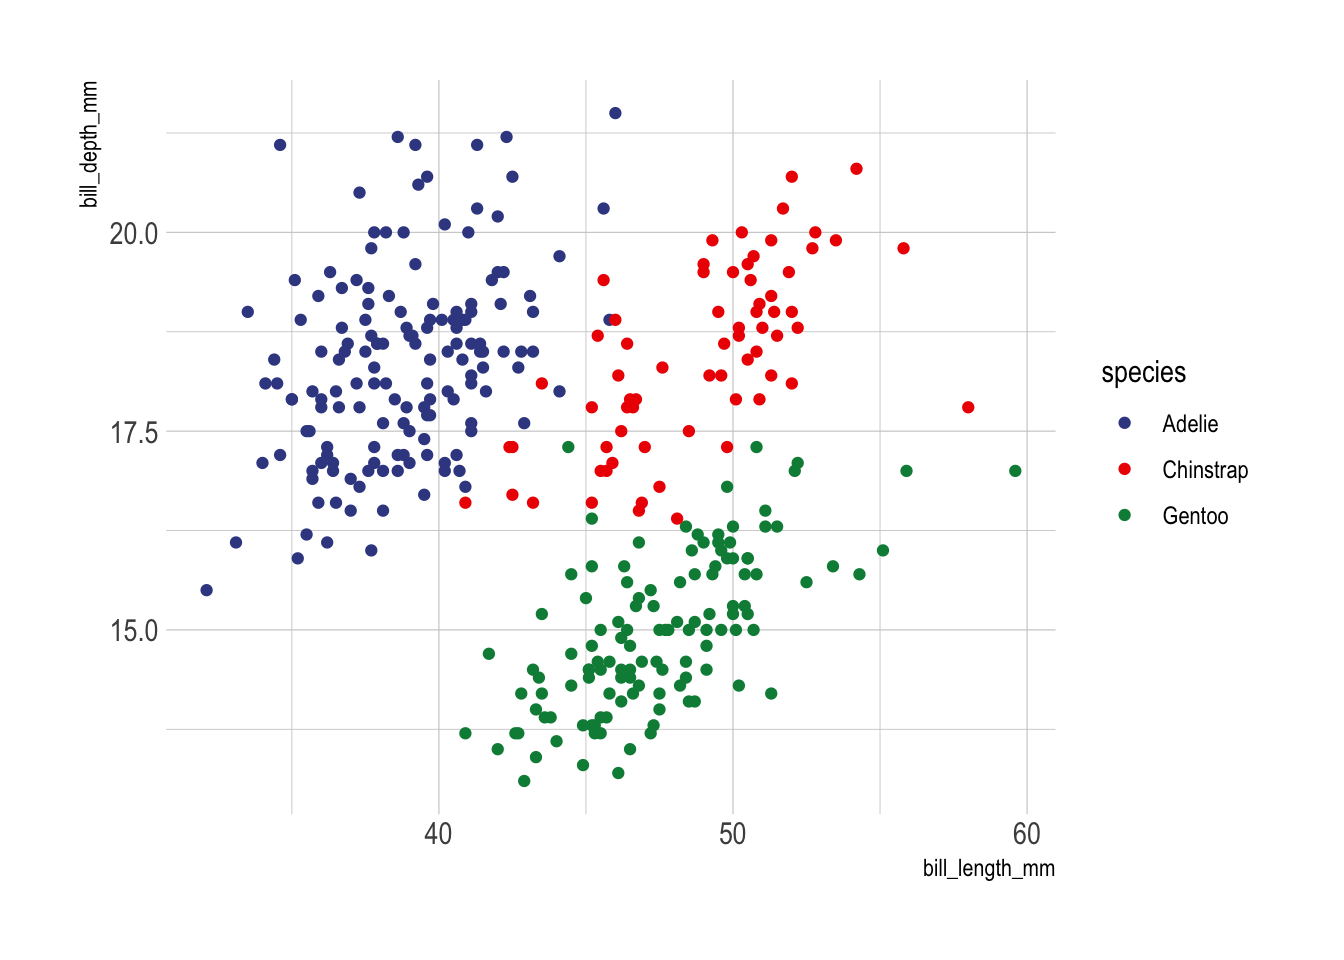 bill_depth_mm
20.0
17.5
15.0
40 50 60
bill_length_mm
species
Adelie
Chinstrap
Gentoo